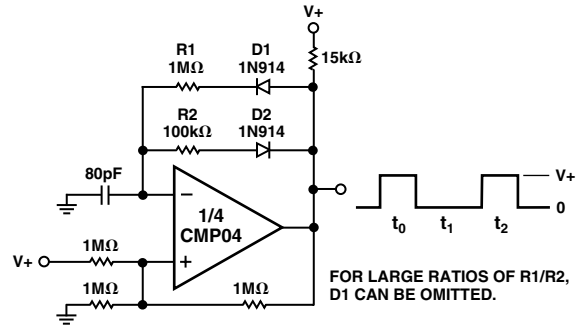 V+
R1
1MΩ
D1
1N914
15kΩ
R2
100kΩ
D2
1N914
80pF
−
1/4
CMP04
+
V+
1MΩ
1MΩ
1MΩ
V+
0
t0
t1
t2
FOR LARGE RATIOS OF R1/R2,
D1 CAN BE OMITTED.